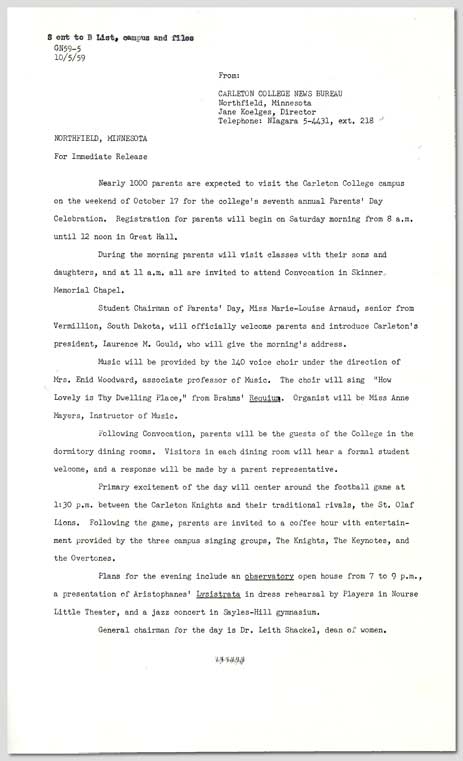 S ent to B List, campus and files
GN59-5
10/5/59
From:
CARLETON COLLEGE NEWS BUREAU
Northfield, Minnesota
Jane Koelges, Director
Telephone: NIagara 5-4431, ext. 218
NORTHFIELD, MINNESOTA
For Immediate Release
Nearly 1000 parents are expected to visit the Carleton College campus
on the weekend of October 17 for the college's seventh annual Parents' Day
Celebration. Registration for parents will begin on Saturday morning from 8 a.m.
until 12 noon in Great Hall.
During the morning parents will visit classes with their sons and
daughters, and at 11 a.m. all are invited to attend Convocation in Skinner
Memorial Chapel.
Student Chairman of Parents' Day, Miss Marie-Louise Arnaud, senior from
Vermillion, South Dakota, will officially welcome parents and introduce Carleton's
president, Laurence M. Gould, who will give the morning's address.
Music will be provided by the 140 voice choir under the direction of
Mrs. Enid Woodward, associate professor of Music. The choir will sing "How
Lovely is Thy Dwelling Place," from Brahms' Requium. Organist will be Miss Anne
Mayers, Instructor of Music.
Following Convocation, parents will be the guests of the College in the
dormitory dining rooms. Visitors in each dining room will hear a formal student
welcome, and a response will be made by a parent representative.
Primary excitement of the day will center around the football game at
1:30 p.m. between the Carleton Knights and their traditional rivals, the St. Olaf
Lions. Following the game, parents are invited to a coffee hour with entertain-
ment provided by the three campus singing groups, The Knights, The Keynotes, and
the Overtones.
Plans for the evening include an observatory open house from 7 to 9 p.m.,
a presentation of Aristophanes' Lysistrata in dress rehearsal by Players in Nourse
Little Theater, and a jazz concert in Sayles-Hill gymnasium.
General chairman for the day is Dr. Leith Shackel, dean of women.